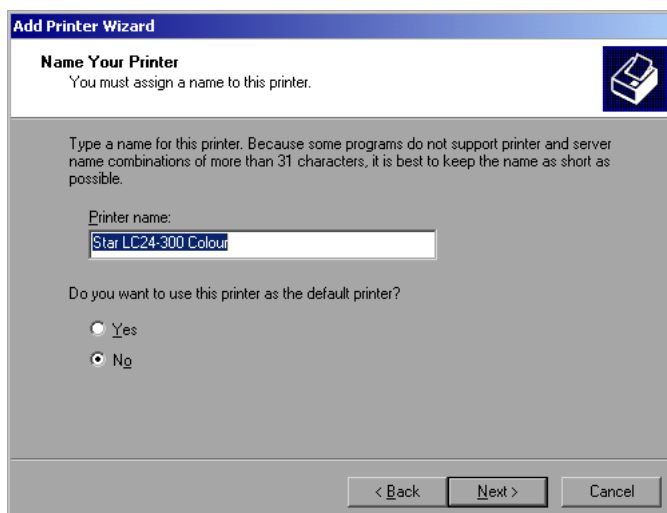 Add Printer Wizard
Name Your Printer
You must assign a name to this printer.
Type a name for this printer. Because some programs do not support printer and server
name combinations of more than 31 characters, it is best to keep the name as short as
possible.
Printer name:
Star LC24-300 Colour
Do you want to use this printer as the default printer?
Yes
No
< Back
Next >
Cancel